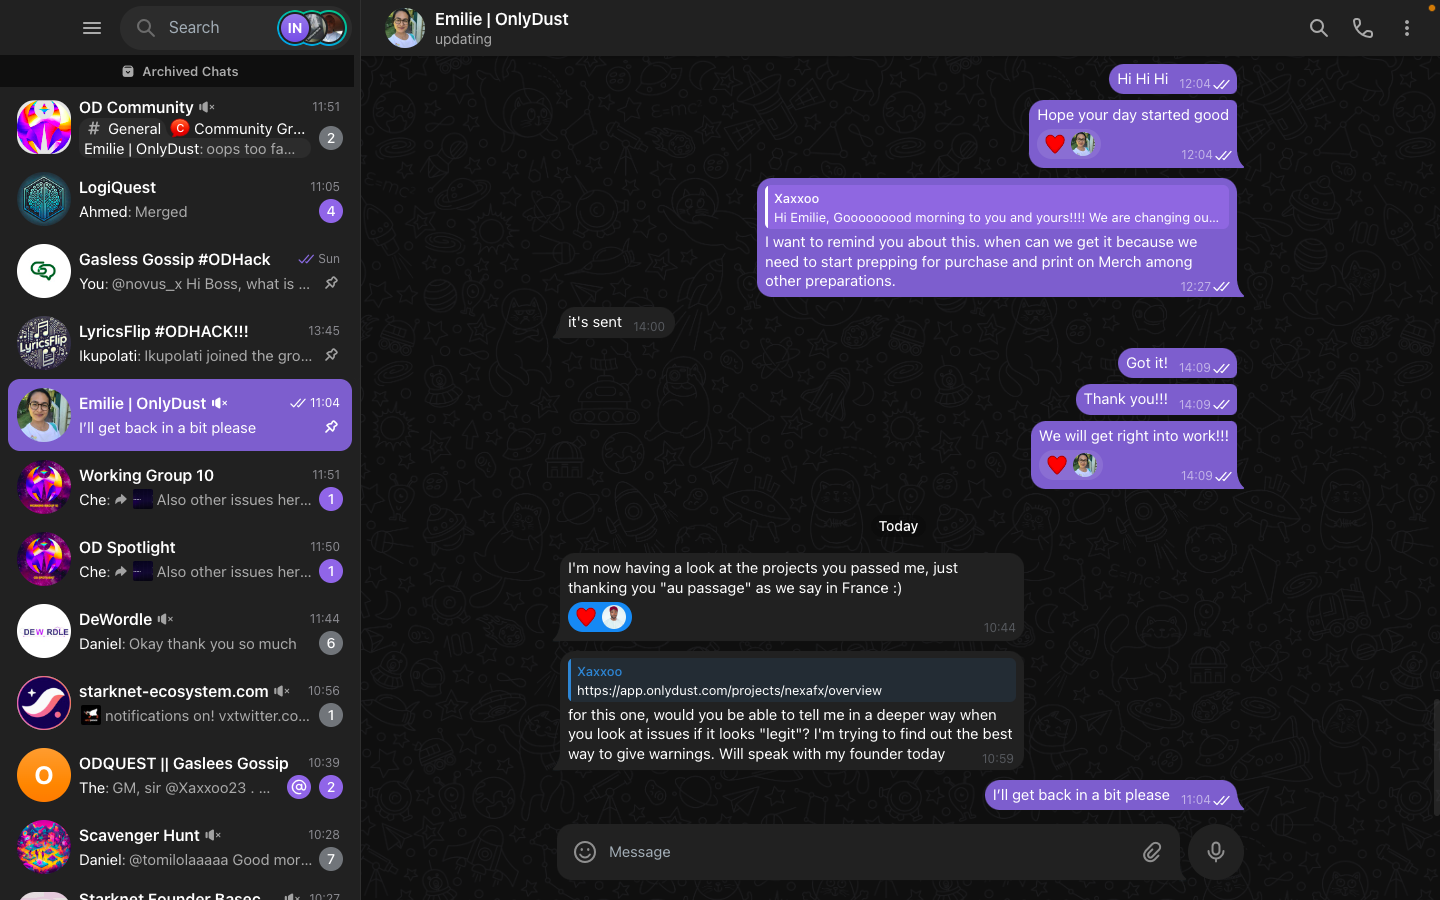 Search
IN
Archived Chats
OD Community
11:51
# General C Community Gr...
Emilie | OnlyDust: oops too fa...
2
LogiQuest
11:05
Ahmed: Merged
4
Gasless Gossip #ODHack
Sun
You: @novus_x Hi Boss, what is ...
LyricsFlip
LyricsFlip #ODHACK!!!
13:45
Ikupolati: Ikupolati joined the gro...
Emilie | OnlyDust
11:04
I'll get back in a bit please
Working Group 10
11:51
Che: Also other issues her...
1
OD Spotlight
11:50
Che: Also other issues her...
1
DEW RDLE
DeWordle
11:44
Daniel: Okay thank you so much
6
starknet-ecosystem.com
10:56
notifications on! vxtwitter.co...
1
O
ODQUEST || Gaslees Gossip
10:39
The: GM, sir @Xaxxoo23 . ...
@ 2
Scavenger Hunt
10:28
Daniel: @tomilolaaaaa Good mor...
7
Starknet Founder Basec
10:27
Emilie | OnlyDust
updating
Hi Hi Hi 12:04
Hope your day started good
12:04
Xaxxoo
Hi Emilie, Gooooooood morning to you and yours!!!! We are changing ou...
I want to remind you about this. when can we get it because we
need to start prepping for purchase and print on Merch among
other preparations. 12:27
it's sent 14:00
Got it! 14:09
Thank you!!! 14:09
We will get right into work!!!
14:09
Today
I'm now having a look at the projects you passed me, just
thanking you "au passage" as we say in France :)
10:44
Xaxxoo
https://app.onlydust.com/projects/nexafx/overview
for this one, would you be able to tell me in a deeper way when
you look at issues if it looks "legit"? I'm trying to find out the best
way to give warnings. Will speak with my founder today 10:59
I'll get back in a bit please 11:04
Message